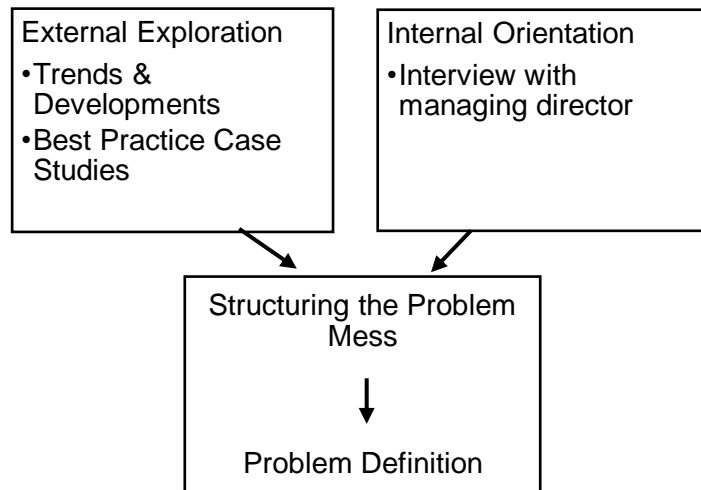 External Exploration
•Trends &
Developments
•Best Practice Case
Studies
Internal Orientation
•Interview with
managing director
Structuring the Problem
Mess
Problem Definition